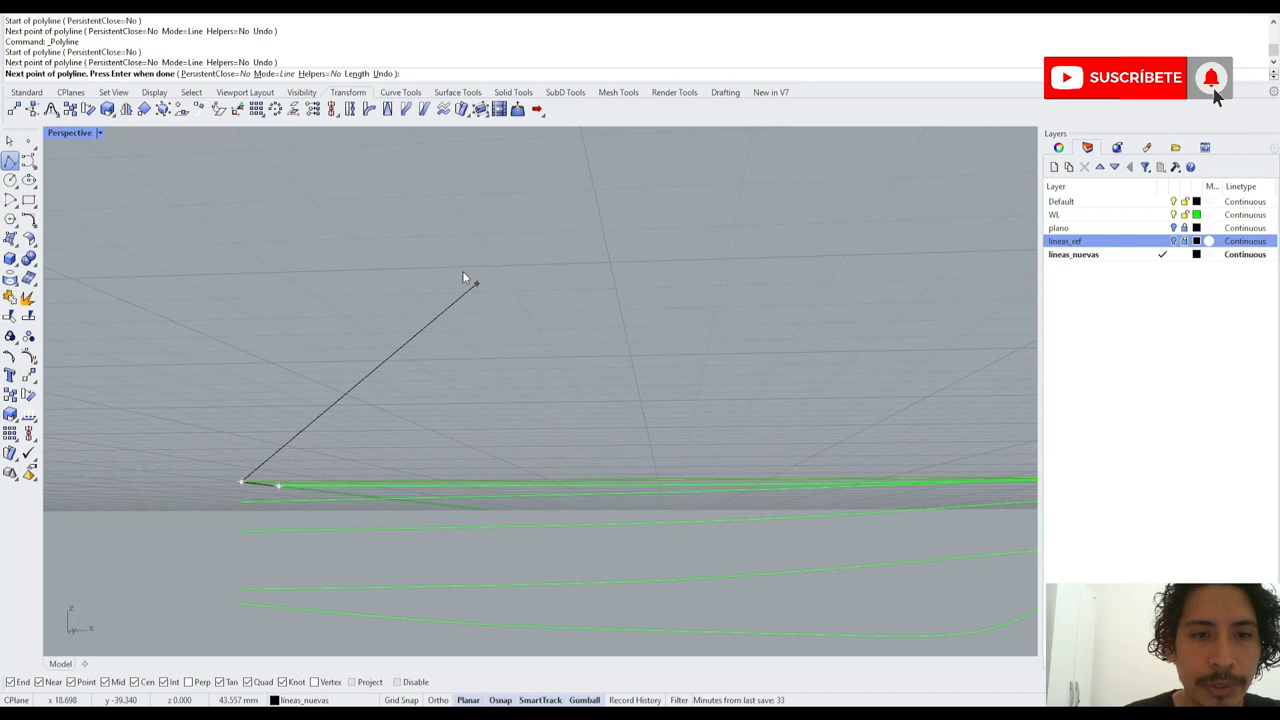 Start of polyline ( PersistentClose=No )
Next point of polyline ( PersistentClose=No Mode=Line Helpers=No Undo )
Command: _Polyline
Start of polyline ( PersistentClose=No )
Next point of polyline ( PersistentClose=No Mode=Line Helpers=No Undo )
Next point of polyline. Press Enter when done ( PersistentClose=No Mode=Line Helpers=No Length Undo ):
SUSCRÍBETE
Standard CPlanes Set View Display Select Viewport Layout Visibility Transform Curve Tools Surface Tools Solid Tools SubD Tools Mesh Tools Render Tools Drafting New in V7
Perspective
Layers
Layer M... Linetype
Default Continuous
WL Continuous
plano Continuous
lineas_ref Continuous
líneas_nuevas Continuous
z
y x
Model
End Near Point Mid Cen Int Perp Tan Quad Knot Vertex Project Disable
CPlane x 18.698 y -39.340 z 0.000 43.557 mm líneas_nuevas Grid Snap Ortho Planar Osnap SmartTrack Gumball Record History Filter Minutes from last save: 33